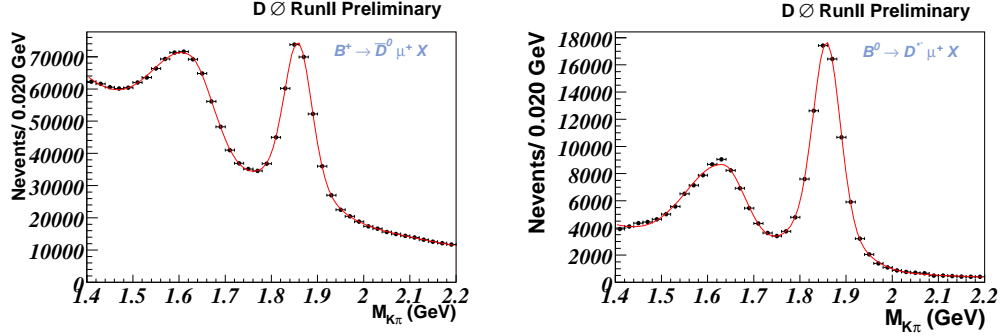 D Ø RunII Preliminary
Nevents/ 0.020 GeV
70000
60000
50000
40000
30000
20000
10000
0
B⁺ → D̅⁰ μ⁺ X
1.4 1.5 1.6 1.7 1.8 1.9 2 2.1 2.2
M_Kπ (GeV)
D Ø RunII Preliminary
Nevents/ 0.020 GeV
18000
16000
14000
12000
10000
8000
6000
4000
2000
0
B⁰ → D*⁻ μ⁺ X
1.4 1.5 1.6 1.7 1.8 1.9 2 2.1 2.2
M_Kπ (GeV)